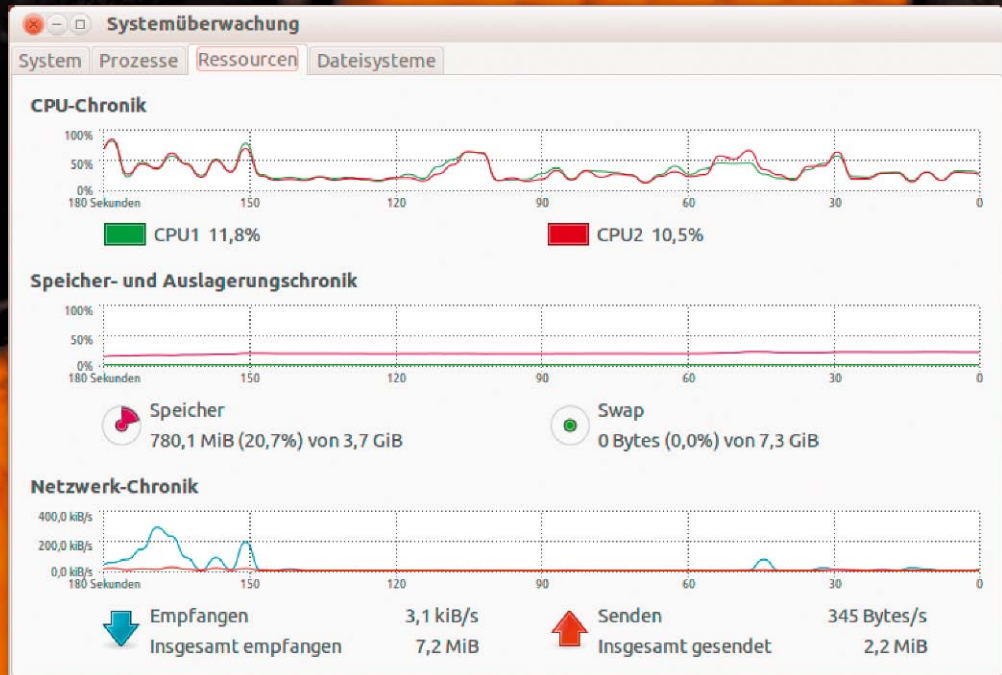 Systemüberwachung
System Prozesse Ressourcen Dateisysteme
CPU-Chronik
100%
50%
0%
180 Sekunden 150 120 90 60 30 0
CPU1 11,8% CPU2 10,5%
Speicher- und Auslagerungschronik
100%
50%
0%
180 Sekunden 150 120 90 60 30 0
Speicher Swap
780,1 MiB (20,7%) von 3,7 GiB 0 Bytes (0,0%) von 7,3 GiB
Netzwerk-Chronik
400,0 kiB/s
200,0 kiB/s
0,0 kiB/s
180 Sekunden 150 120 90 60 30 0
Empfangen 3,1 kiB/s Senden 345 Bytes/s
Insgesamt empfangen 7,2 MiB Insgesamt gesendet 2,2 MiB